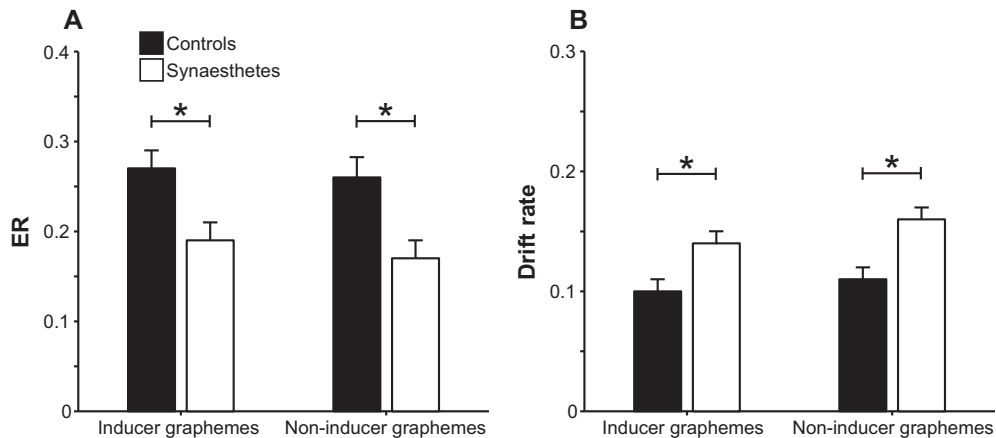 A
Controls
Synaesthetes
0.4
0.3
0.2
0.1
0
ER
*
*
Inducer graphemes
Non-inducer graphemes
B
0.3
0.2
0.1
0
Drift rate
*
*
Inducer graphemes
Non-inducer graphemes